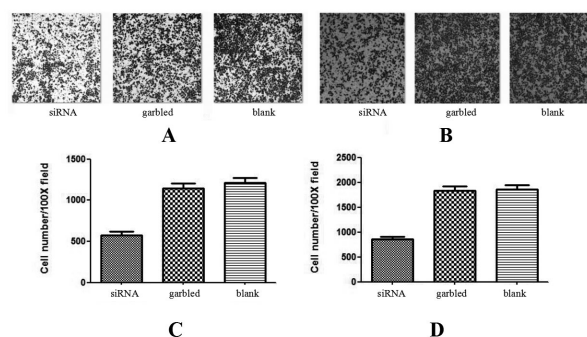 siRNA garbled blank siRNA garbled blank
A B
Cell number/100X field
1500
1000
500
0
siRNA garbled blank
Cell number/100X field
2500
2000
1500
1000
500
0
siRNA garbled blank
C D